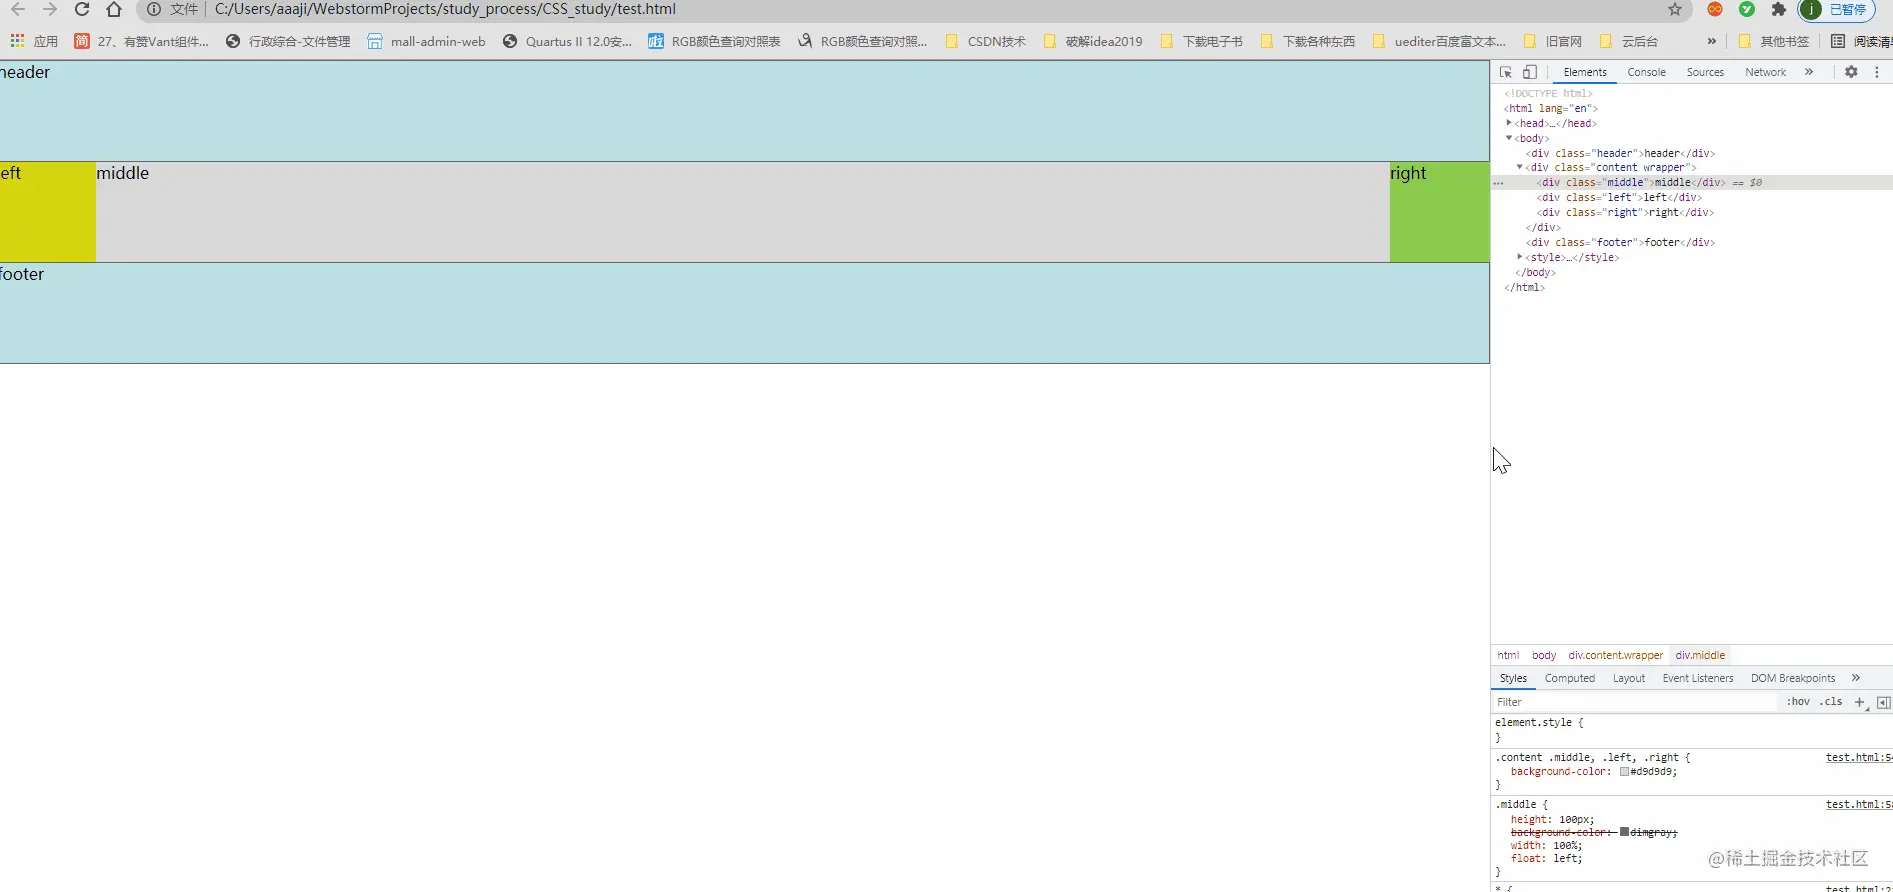 文件 C:/Users/aaaji/WebstormProjects/study_process/CSS_study/test.html j 已暂停
应用 简 27、有赞Vant组件... 行政综合-文件管理 mall-admin-web Quartus II 12.0安... RGB颜色查询对照表 RGB颜色查询对照... CSDN技术 破解idea2019 下载电子书 下载各种东西 uediter百度富文本... 旧官网 云后台 » 其他书签 阅读清单
header
eft middle right
footer
Elements Console Sources Network »
<!DOCTYPE html>
<html lang="en">
<head>…</head>
<body>
<div class="header">header</div>
<div class="content wrapper">
<div class="middle">middle</div> == $0
<div class="left">left</div>
<div class="right">right</div>
</div>
<div class="footer">footer</div>
<style>…</style>
</body>
</html>
html body div.content.wrapper div.middle
Styles Computed Layout Event Listeners DOM Breakpoints »
Filter :hov .cls +
element.style {
}
.content .middle, .left, .right { test.html:54
background-color: #d9d9d9;
}
.middle { test.html:58
height: 100px;
background-color: dimgray;
width: 100%;
float: left;
}
* { test.html:2
@稀土掘金技术社区